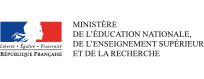 MINISTÈRE
DE L'ÉDUCATION NATIONALE,
DE L'ENSEIGNEMENT SUPÉRIEUR
ET DE LA RECHERCHE
Liberté • Égalité • Fraternité
RÉPUBLIQUE FRANÇAISE